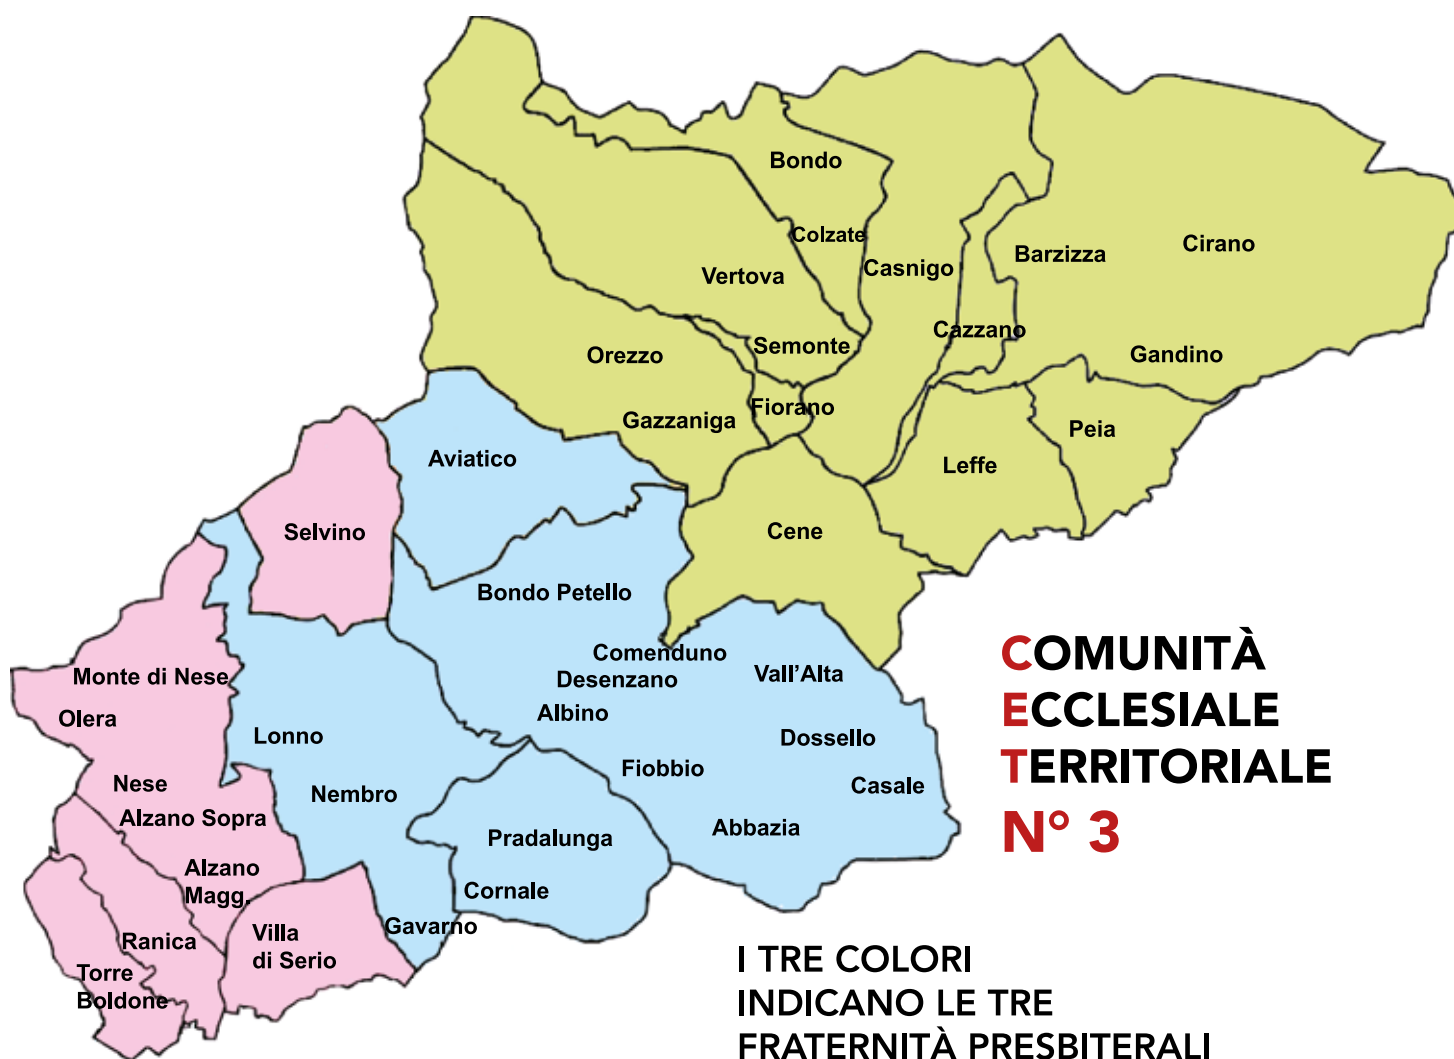 Bondo
Colzate
Casnigo
Barzizza
Cirano
Vertova
Cazzano
Semonte
Orezzo
Gandino
Fiorano
Gazzaniga
Peia
Aviatico
Leffe
Selvino
Cene
Bondo Petello
Comenduno
Desenzano
Vall'Alta
Monte di Nese
Olera
Albino
Lonno
Dossello
Fiobbio
Nese
Nembro
Casale
Alzano Sopra
Abbazia
Pradalunga
Alzano
Magg.
Cornale
Gavarno
Ranica
Villa
di Serio
Torre
Boldone
COMUNITÀ
ECCLESIALE
TERRITORIALE
N° 3
I TRE COLORI
INDICANO LE TRE
FRATERNITÀ PRESBITERALI